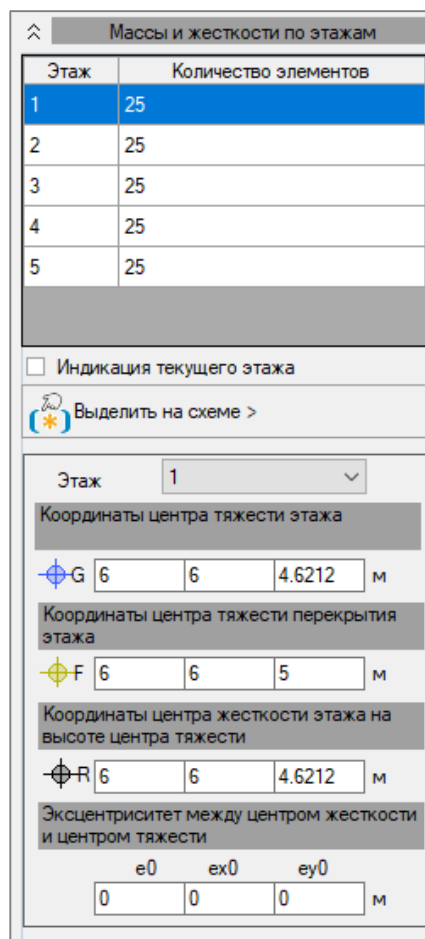 Массы и жесткости по этажам
Этаж Количество элементов
1 25
2 25
3 25
4 25
5 25
Индикация текущего этажа
Выделить на схеме >
Этаж 1
Координаты центра тяжести этажа
G 6 6 4.6212 м
Координаты центра тяжести перекрытия
этажа
F 6 6 5 м
Координаты центра жесткости этажа на
высоте центра тяжести
R 6 6 4.6212 м
Эксцентриситет между центром жесткости
и центром тяжести
e0 ex0 ey0
0 0 0 м